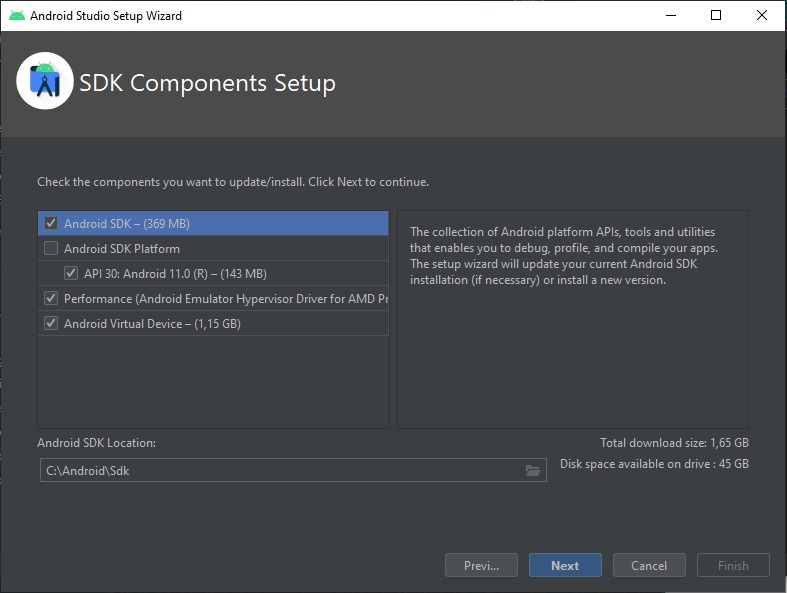 Android Studio Setup Wizard
SDK Components Setup
Check the components you want to update/install. Click Next to continue.
Android SDK – (369 MB)
Android SDK Platform
API 30: Android 11.0 (R) – (143 MB)
Performance (Android Emulator Hypervisor Driver for AMD Pr
Android Virtual Device – (1,15 GB)
The collection of Android platform APIs, tools and utilities
that enables you to debug, profile, and compile your apps.
The setup wizard will update your current Android SDK
installation (if necessary) or install a new version.
Android SDK Location:
Total download size: 1,65 GB
C:\Android\Sdk
Disk space available on drive : 45 GB
Previ... Next Cancel Finish